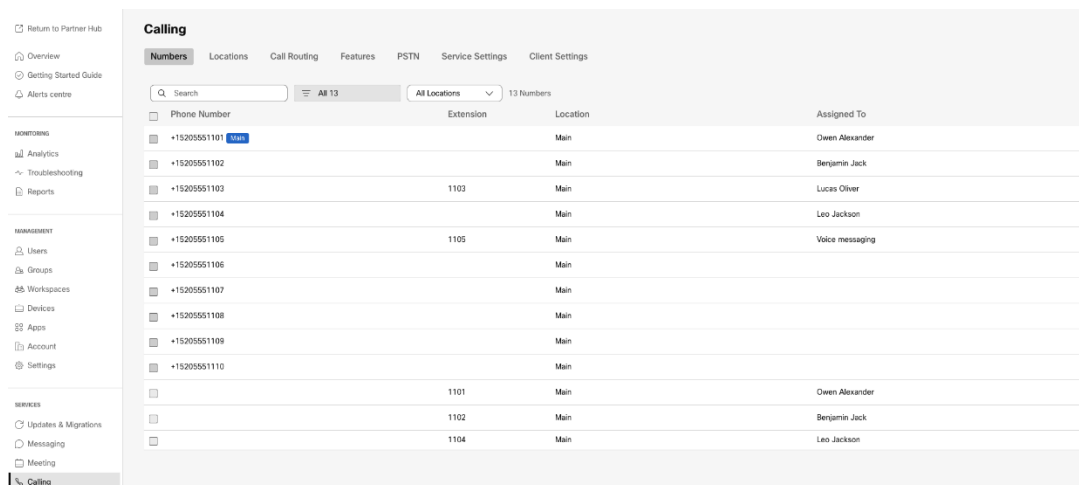 Return to Partner Hub
Overview
Getting Started Guide
Alerts centre
MONITORING
Analytics
Troubleshooting
Reports
MANAGEMENT
Users
Groups
Workspaces
Devices
Apps
Account
Settings
SERVICES
Updates & Migrations
Messaging
Meeting
Calling
Calling
Numbers Locations Call Routing Features PSTN Service Settings Client Settings
Search All 13 All Locations 13 Numbers
Phone Number Extension Location Assigned To
+15205551101 Main Main Owen Alexander
+15205551102 Main Benjamin Jack
+15205551103 1103 Main Lucas Oliver
+15205551104 Main Leo Jackson
+15205551105 1105 Main Voice messaging
+15205551106 Main
+15205551107 Main
+15205551108 Main
+15205551109 Main
+15205551110 Main
1101 Main Owen Alexander
1102 Main Benjamin Jack
1104 Main Leo Jackson